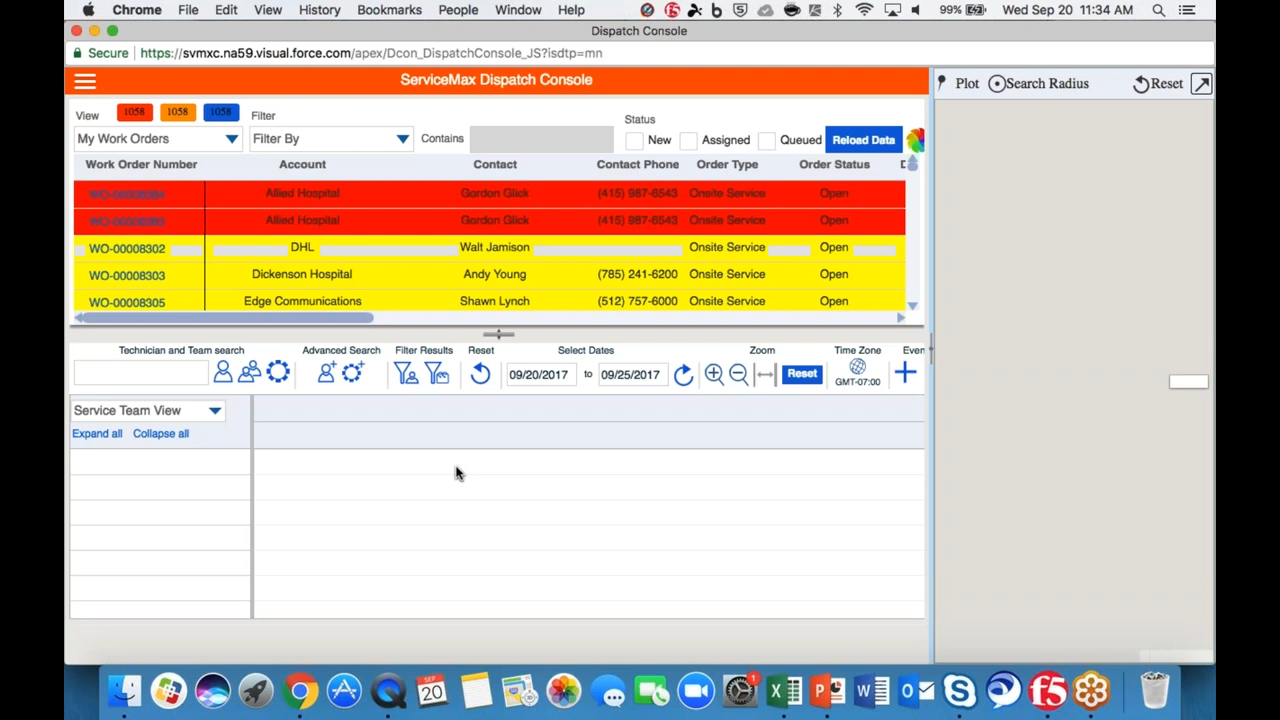 Chrome File Edit View History Bookmarks People Window Help 99% Wed Sep 20 11:34 AM
Dispatch Console
Secure https://svmxc.na59.visual.force.com/apex/Dcon_DispatchConsole_JS?isdtp=mn
ServiceMax Dispatch Console
Plot Search Radius Reset
View 1058 1058 1058 Filter Status
My Work Orders Filter By Contains New Assigned Queued Reload Data
Work Order Number Account Contact Contact Phone Order Type Order Status
Allied Hospital Gordon Glick (415) 987-6543 Onsite Service Open
Allied Hospital Gordon Glick (415) 987-6543 Onsite Service Open
WO-00008302 DHL Walt Jamison Onsite Service Open
WO-00008303 Dickenson Hospital Andy Young (785) 241-6200 Onsite Service Open
WO-00008305 Edge Communications Shawn Lynch (512) 757-6000 Onsite Service Open
Technician and Team search Advanced Search Filter Results Reset Select Dates Zoom Time Zone Even
09/20/2017 to 09/25/2017 Reset GMT-07:00
Service Team View
Expand all Collapse all
SEP 20 1